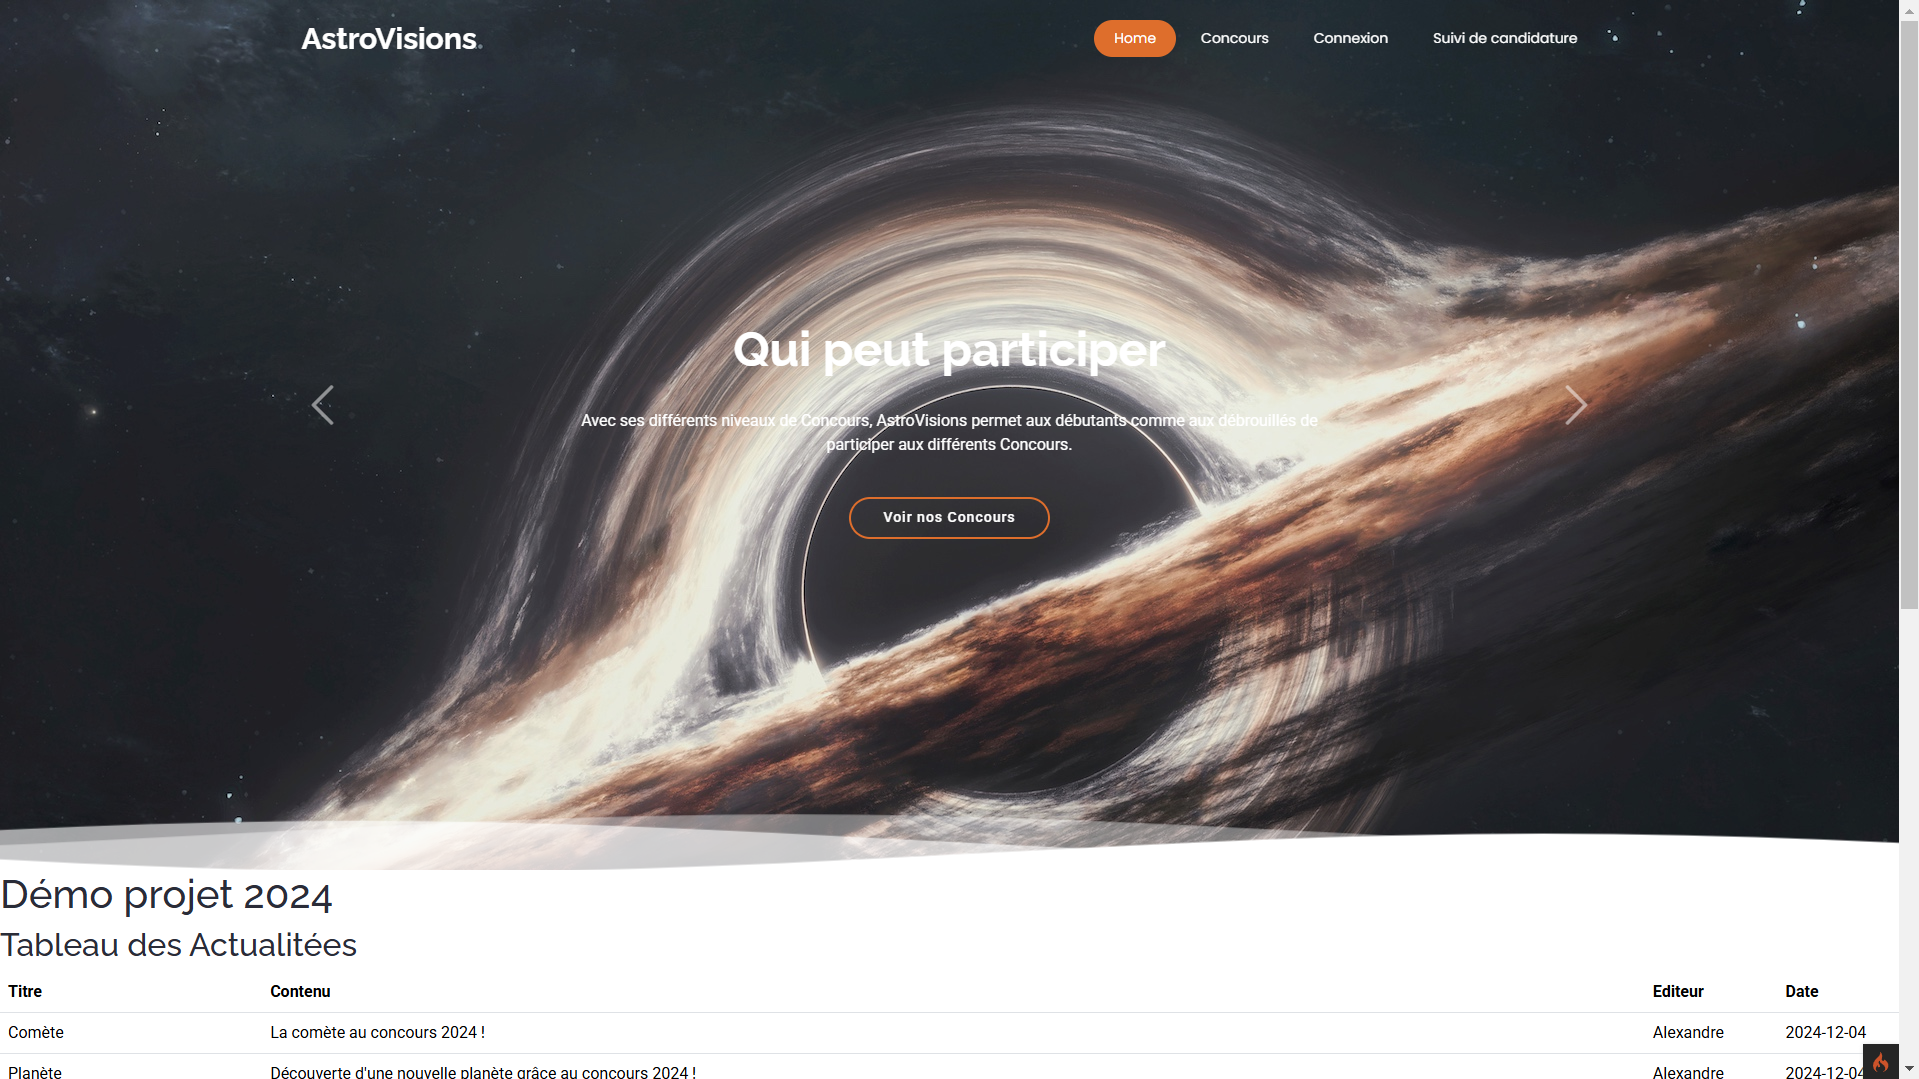 AstroVisions.
Home Concours Connexion Suivi de candidature
Qui peut participer
Avec ses différents niveaux de Concours, AstroVisions permet aux débutants comme aux débrouillés de
participer aux différents Concours.
Voir nos Concours
Démo projet 2024
Tableau des Actualitées
Titre Contenu Editeur Date
Comète La comète au concours 2024 ! Alexandre 2024-12-04
Planète Découverte d'une nouvelle planète grâce au concours 2024 ! Alexandre 2024-12-04